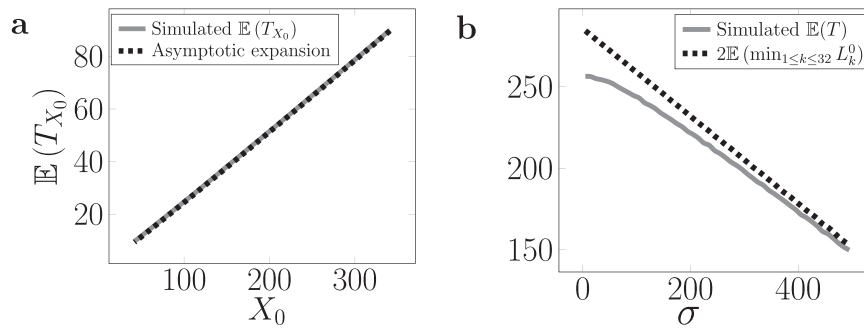 a
Simulated 𝔼 (T_{X_0})
Asymptotic expansion
𝔼 (T_{X_0})
80
60
40
20
100
200
300
X_0
b
Simulated 𝔼(T)
2𝔼 (min_{1≤k≤32} L_k^0)
250
200
150
0
200
400
σ